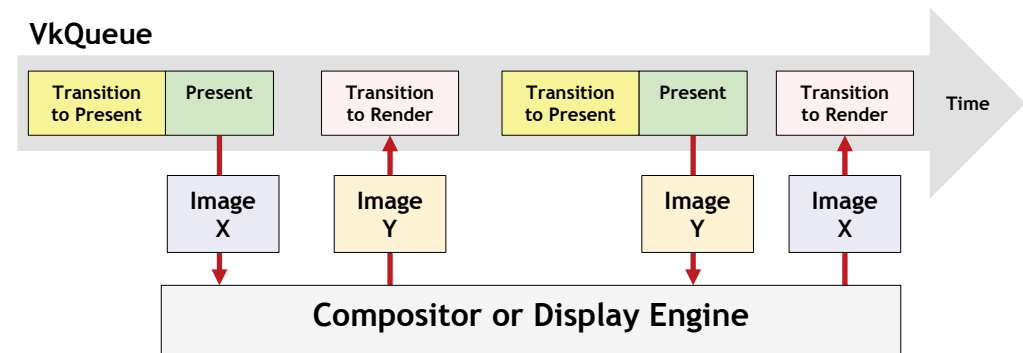 VkQueue
Transition
to Present
Present
Transition
to Render
Transition
to Present
Present
Transition
to Render
Time
Image
X
Image
Y
Image
Y
Image
X
Compositor or Display Engine